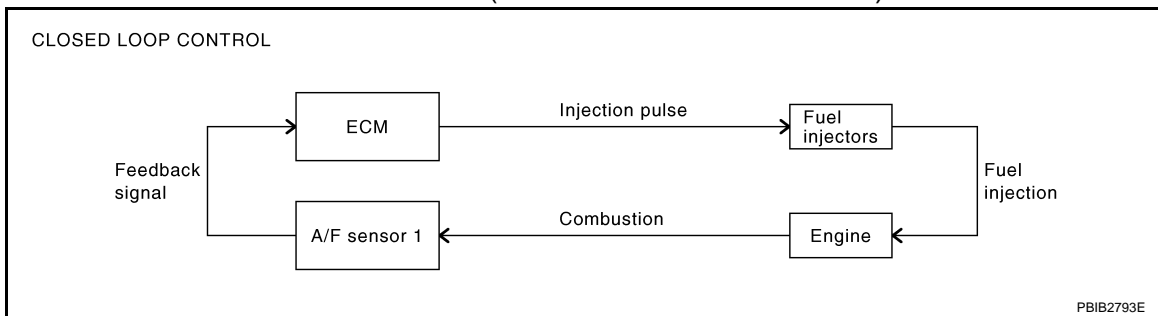 CLOSED LOOP CONTROL
ECM
Injection pulse
Fuel
injectors
Feedback
signal
Fuel
injection
A/F sensor 1
Combustion
Engine
PBIB2793E